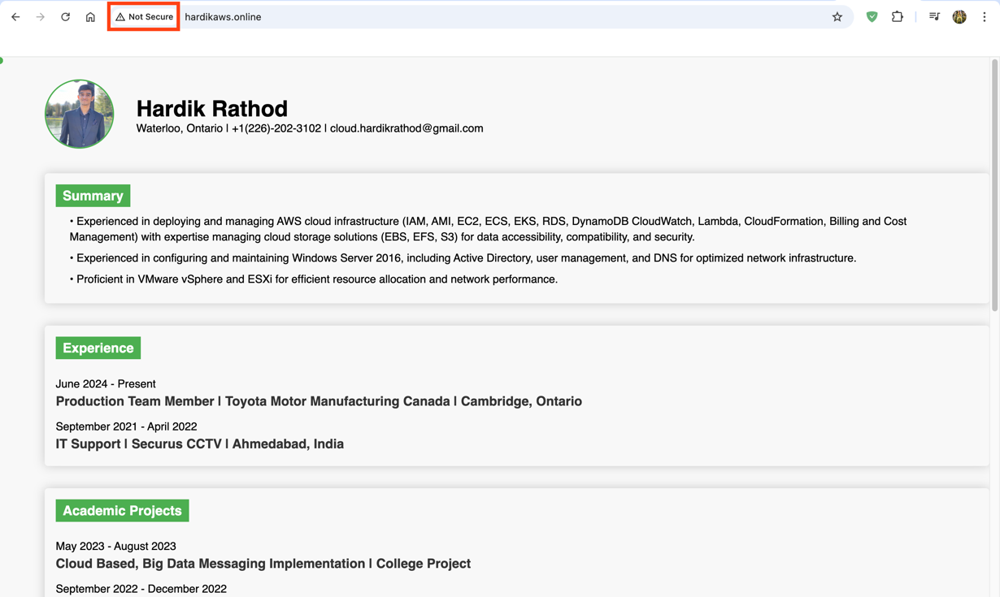 Not Secure hardikaws.online
Hardik Rathod
Waterloo, Ontario | +1(226)-202-3102 | cloud.hardikrathod@gmail.com
Summary
• Experienced in deploying and managing AWS cloud infrastructure (IAM, AMI, EC2, ECS, EKS, RDS, DynamoDB CloudWatch, Lambda, CloudFormation, Billing and Cost
Management) with expertise managing cloud storage solutions (EBS, EFS, S3) for data accessibility, compatibility, and security.
• Experienced in configuring and maintaining Windows Server 2016, including Active Directory, user management, and DNS for optimized network infrastructure.
• Proficient in VMware vSphere and ESXi for efficient resource allocation and network performance.
Experience
June 2024 - Present
Production Team Member | Toyota Motor Manufacturing Canada | Cambridge, Ontario
September 2021 - April 2022
IT Support | Securus CCTV | Ahmedabad, India
Academic Projects
May 2023 - August 2023
Cloud Based, Big Data Messaging Implementation | College Project
September 2022 - December 2022